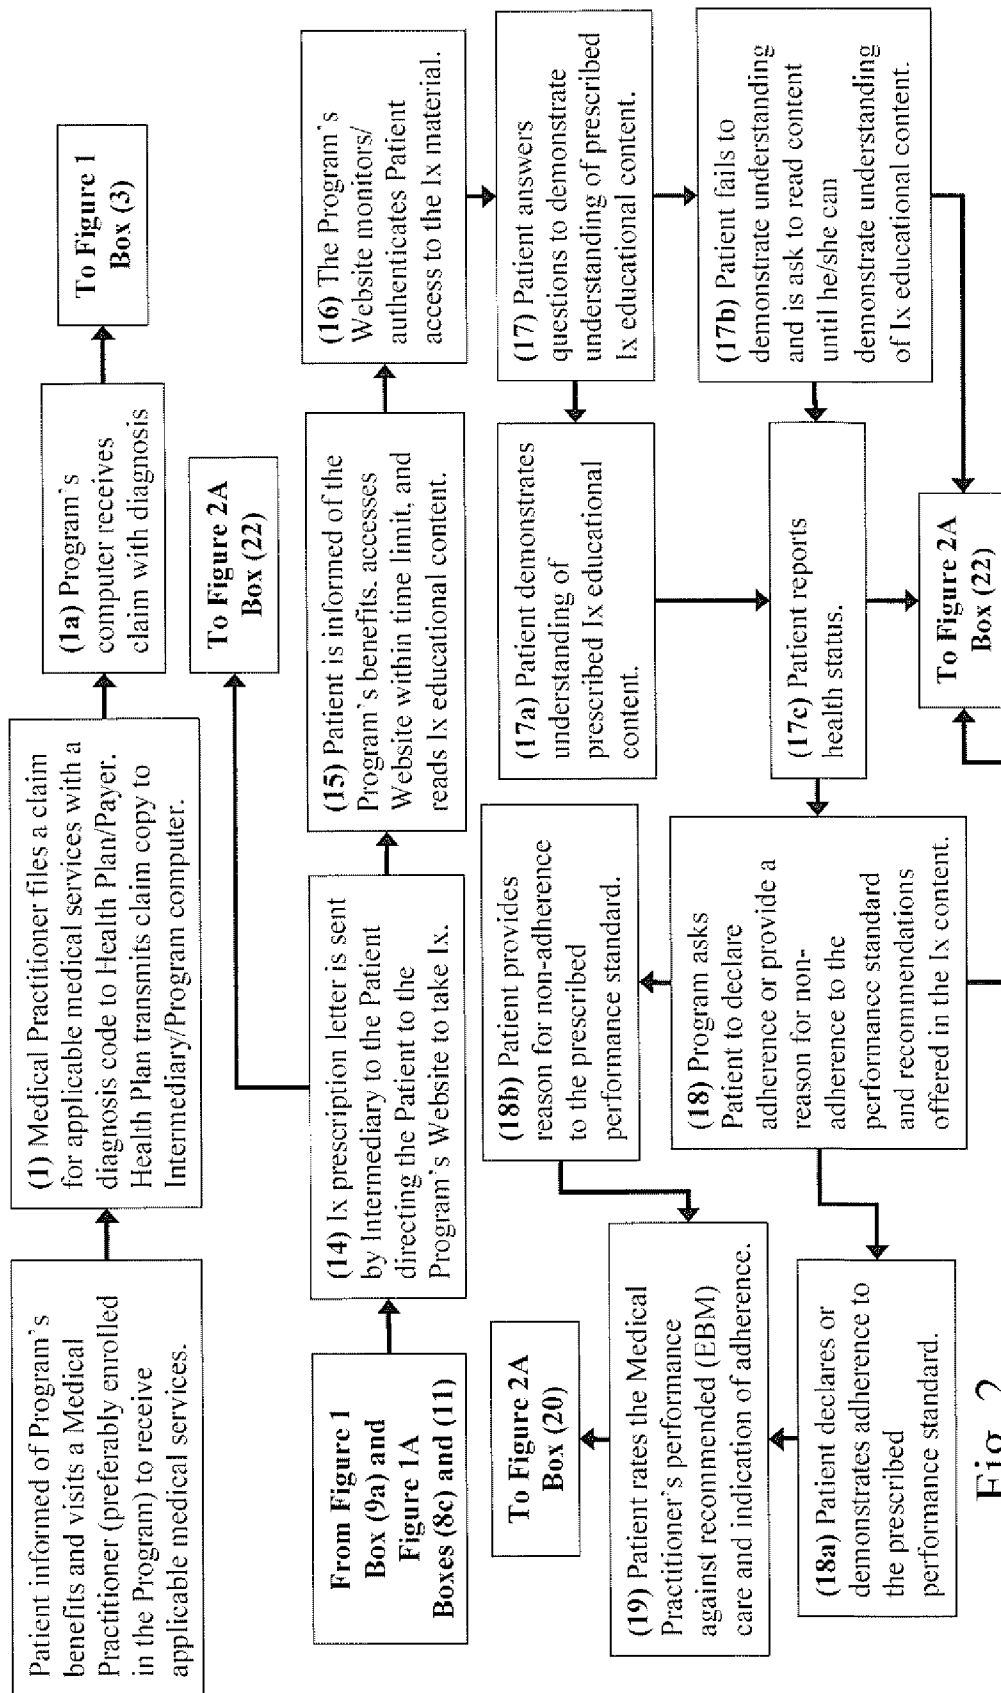 Patient informed of Program's
benefits and visits a Medical
Practitioner (preferably enrolled
in the Program) to receive
applicable medical services.
(1) Medical Practitioner files a claim
for applicable medical services with a
diagnosis code to Health Plan/Payer.
Health Plan transmits claim copy to
Intermediary/Program computer.
(1a) Program's
computer receives
claim with diagnosis
To Figure 1
Box (3)
From Figure 1
Box (9a) and
Figure 1A
Boxes (8c) and (11)
(14) Ix prescription letter is sent
by Intermediary to the Patient
directing the Patient to the
Program's Website to take Ix.
To Figure 2A
Box (22)
(15) Patient is informed of the
Program's benefits. accesses
Website within time limit, and
reads Ix educational content.
(16) The Program's
Website monitors/
authenticates Patient
access to the Ix material.
(17) Patient answers
questions to demonstrate
understanding of prescribed
Ix educational content.
(17a) Patient demonstrates
understanding of
prescribed Ix educational
content.
(17b) Patient fails to
demonstrate understanding
and is ask to read content
until he/she can
demonstrate understanding
of Ix educational content.
(17c) Patient reports
health status.
To Figure 2A
Box (22)
(18) Program asks
Patient to declare
adherence or provide a
reason for non-
adherence to the
performance standard
and recommendations
offered in the Ix content.
(18b) Patient provides
reason for non-adherence
to the prescribed
performance standard.
(18a) Patient declares or
demonstrates adherence to
the prescribed
performance standard.
(19) Patient rates the Medical
Practitioner's performance
against recommended (EBM)
care and indication of adherence.
To Figure 2A
Box (20)
Fig. 2